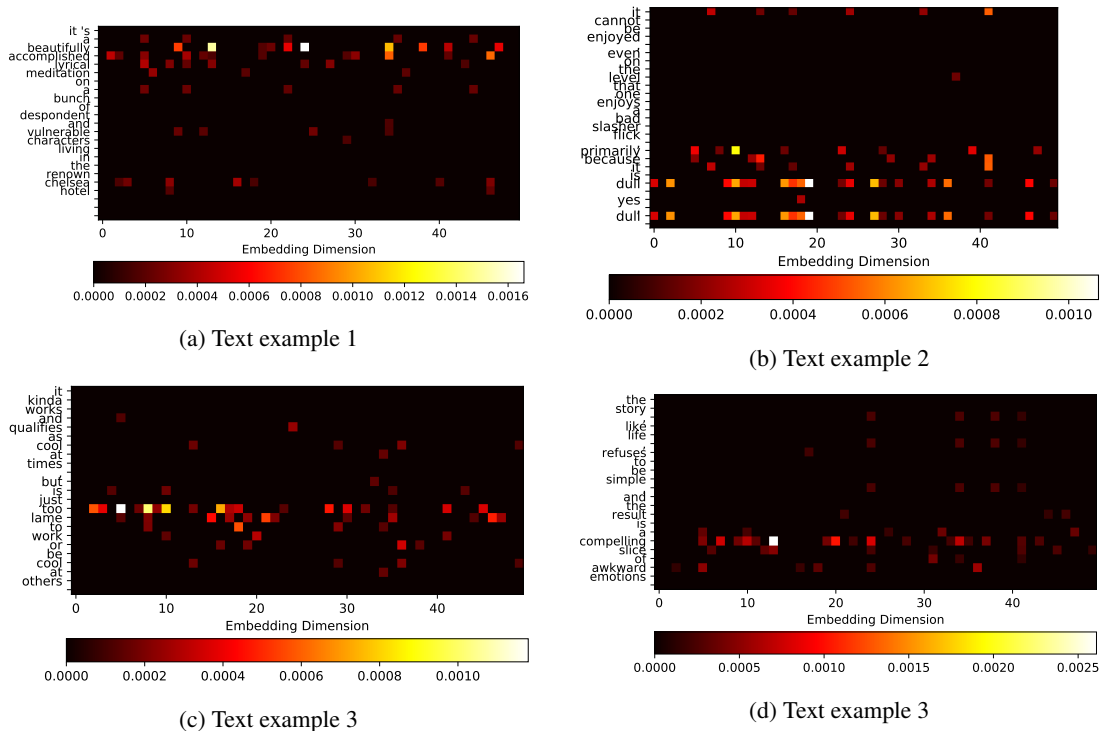 it 's
a
beautifully
accomplished
lyrical
meditation
on
a
bunch
of
despondent
and
vulnerable
characters
living
in
the
renown
chelsea
hotel
0 10 20 30 40
Embedding Dimension
0.0000 0.0002 0.0004 0.0006 0.0008 0.0010 0.0012 0.0014 0.0016
(a) Text example 1
it
cannot
be
enjoyed
,
even
on
the
level
that
one
enjoys
a
bad
slasher
flick
,
primarily
because
it
is
dull
yes
dull
0 10 20 30 40
Embedding Dimension
0.0000 0.0002 0.0004 0.0006 0.0008 0.0010
(b) Text example 2
it
kinda
works
and
qualifies
as
cool
at
times
but
is
just
too
lame
to
work
or
be
cool
at
others
0 10 20 30 40
Embedding Dimension
0.0000 0.0002 0.0004 0.0006 0.0008 0.0010
(c) Text example 3
the
story
,
like
life
,
refuses
to
be
simple
,
and
the
result
is
a
compelling
slice
of
awkward
emotions
0 10 20 30 40
Embedding Dimension
0.0000 0.0005 0.0010 0.0015 0.0020 0.0025
(d) Text example 3